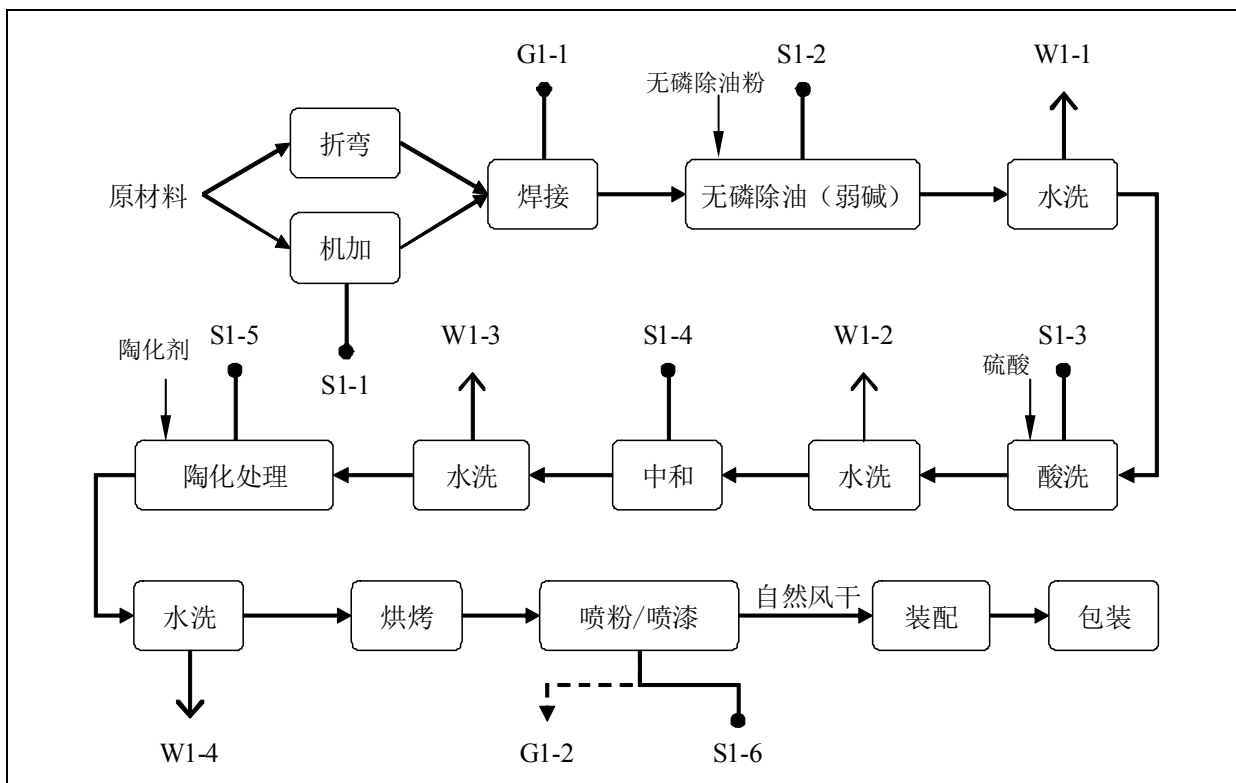 G1-1
S1-2
W1-1
无磷除油粉
折弯
原材料
焊接
无磷除油（弱碱）
水洗
机加
S1-1
S1-5
陶化剂
W1-3
S1-4
W1-2
S1-3
硫酸
陶化处理
水洗
中和
水洗
酸洗
水洗
烘烤
喷粉/喷漆
自然风干
装配
包装
W1-4
G1-2
S1-6